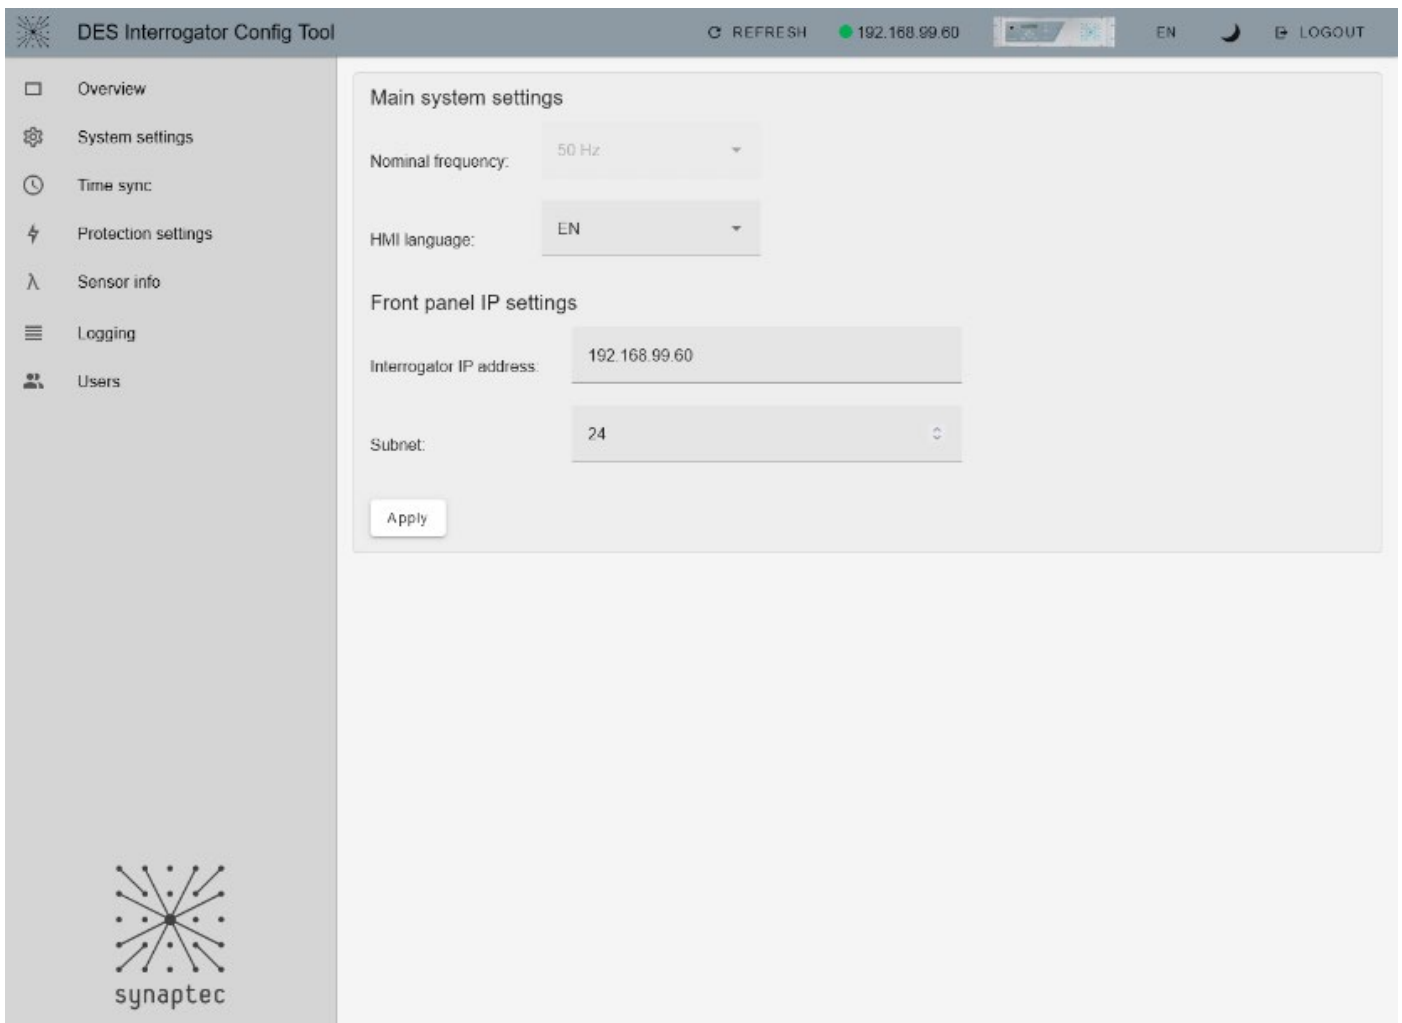 DES Interrogator Config Tool
REFRESH
192.168.99.60
EN
LOGOUT
Overview
System settings
Time sync
Protection settings
λ Sensor info
Logging
Users
Main system settings
Nominal frequency: 50 Hz
HMI language: EN
Front panel IP settings
Interrogator IP address: 192.168.99.60
Subnet: 24
Apply
synaptec